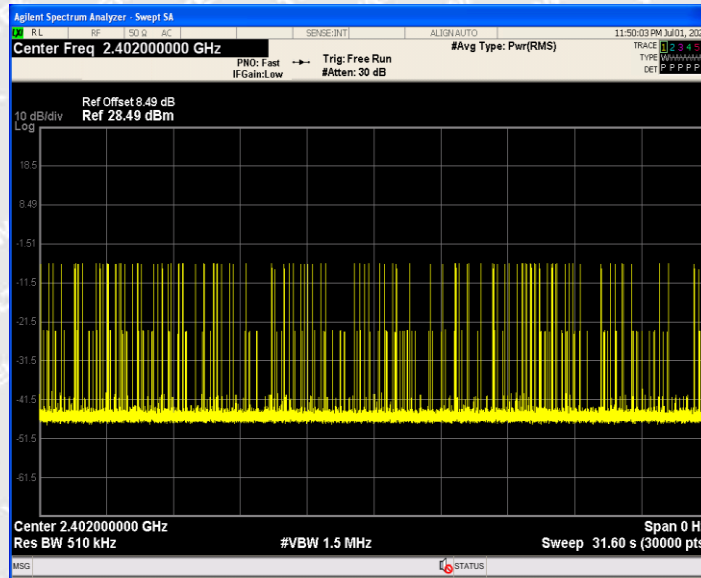 Agilent Spectrum Analyzer - Swept SA
RL RF 50 Ω AC SENSE:INT ALIGN AUTO 11:50:03 PM Jul 01, 202
Center Freq 2.402000000 GHz #Avg Type: Pwr(RMS) TRACE 1 2 3 4 5
PNO: Fast Trig: Free Run TYPE
IFGain:Low #Atten: 30 dB DET P P P P P
Ref Offset 8.49 dB
10 dB/div Ref 28.49 dBm
Log
18.5
8.49
-1.51
-11.5
-21.5
-31.5
-41.5
-51.5
-61.5
Center 2.402000000 GHz Span 0 H
Res BW 510 kHz #VBW 1.5 MHz Sweep 31.60 s (30000 pts
MSG STATUS